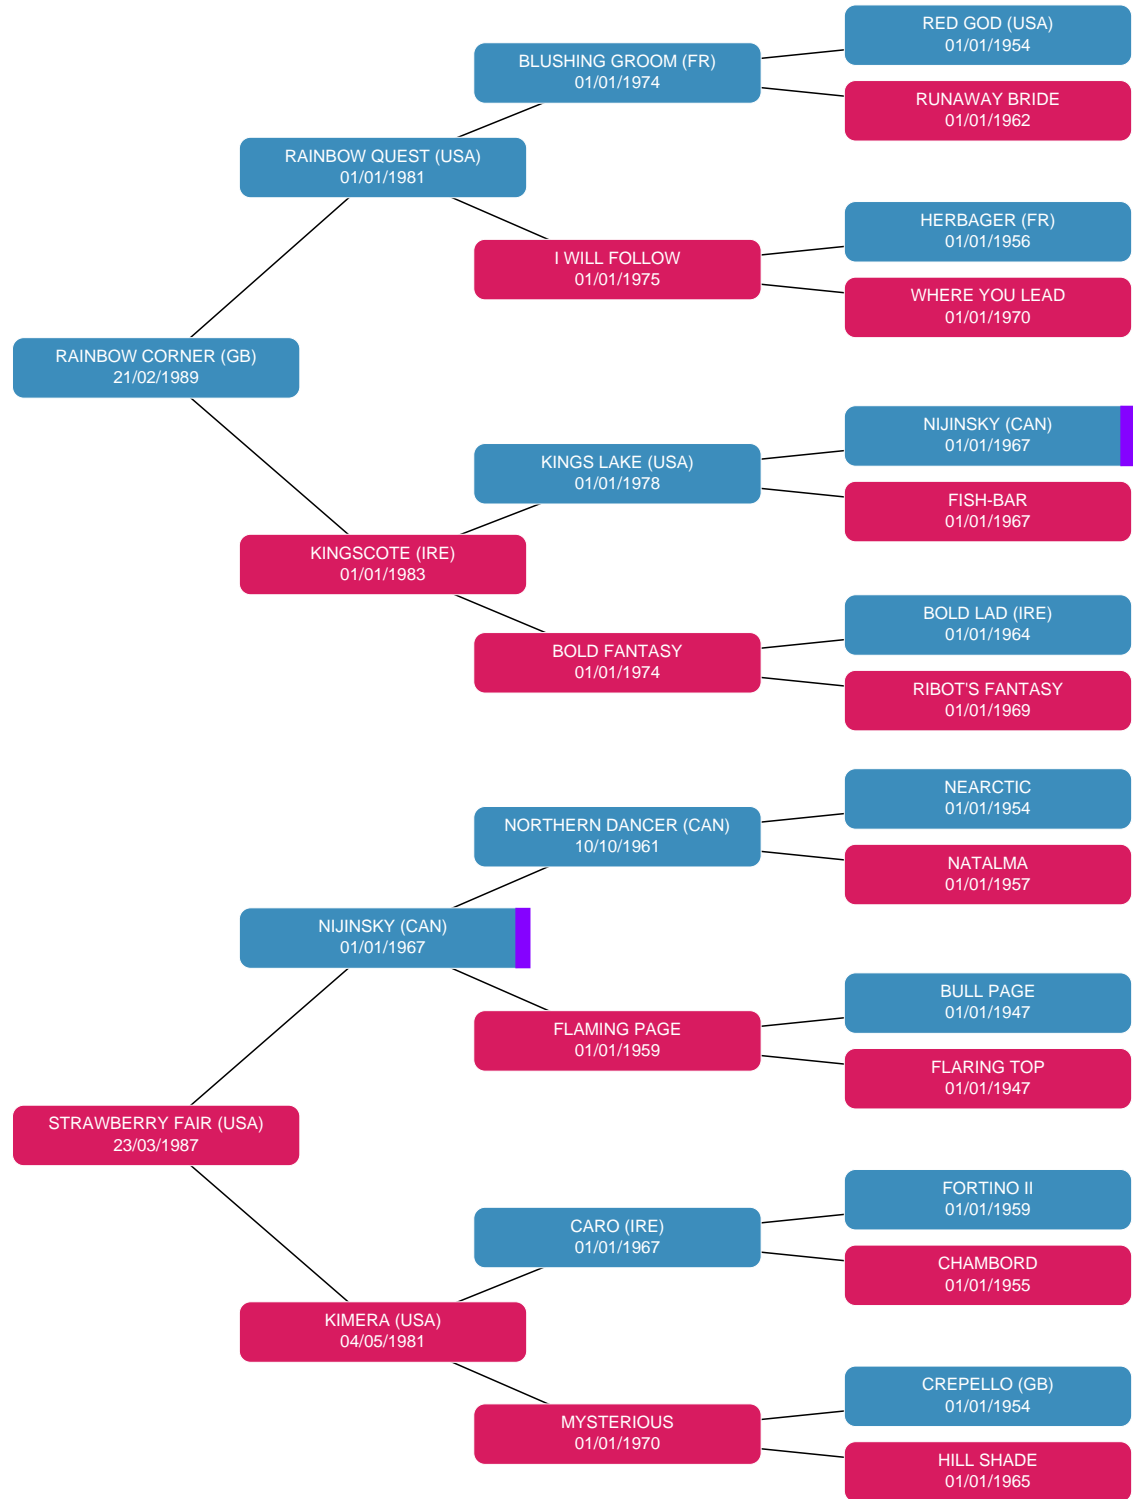 RED GOD (USA)
01/01/1954
BLUSHING GROOM (FR)
01/01/1974
RUNAWAY BRIDE
01/01/1962
RAINBOW QUEST (USA)
01/01/1981
HERBAGER (FR)
01/01/1956
I WILL FOLLOW
01/01/1975
WHERE YOU LEAD
01/01/1970
RAINBOW CORNER (GB)
21/02/1989
NIJINSKY (CAN)
01/01/1967
KINGS LAKE (USA)
01/01/1978
FISH-BAR
01/01/1967
KINGSCOTE (IRE)
01/01/1983
BOLD LAD (IRE)
01/01/1964
BOLD FANTASY
01/01/1974
RIBOT'S FANTASY
01/01/1969
NEARCTIC
01/01/1954
NORTHERN DANCER (CAN)
10/10/1961
NATALMA
01/01/1957
NIJINSKY (CAN)
01/01/1967
BULL PAGE
01/01/1947
FLAMING PAGE
01/01/1959
FLARING TOP
01/01/1947
STRAWBERRY FAIR (USA)
23/03/1987
FORTINO II
01/01/1959
CARO (IRE)
01/01/1967
CHAMBORD
01/01/1955
KIMERA (USA)
04/05/1981
CREPELLO (GB)
01/01/1954
MYSTERIOUS
01/01/1970
HILL SHADE
01/01/1965